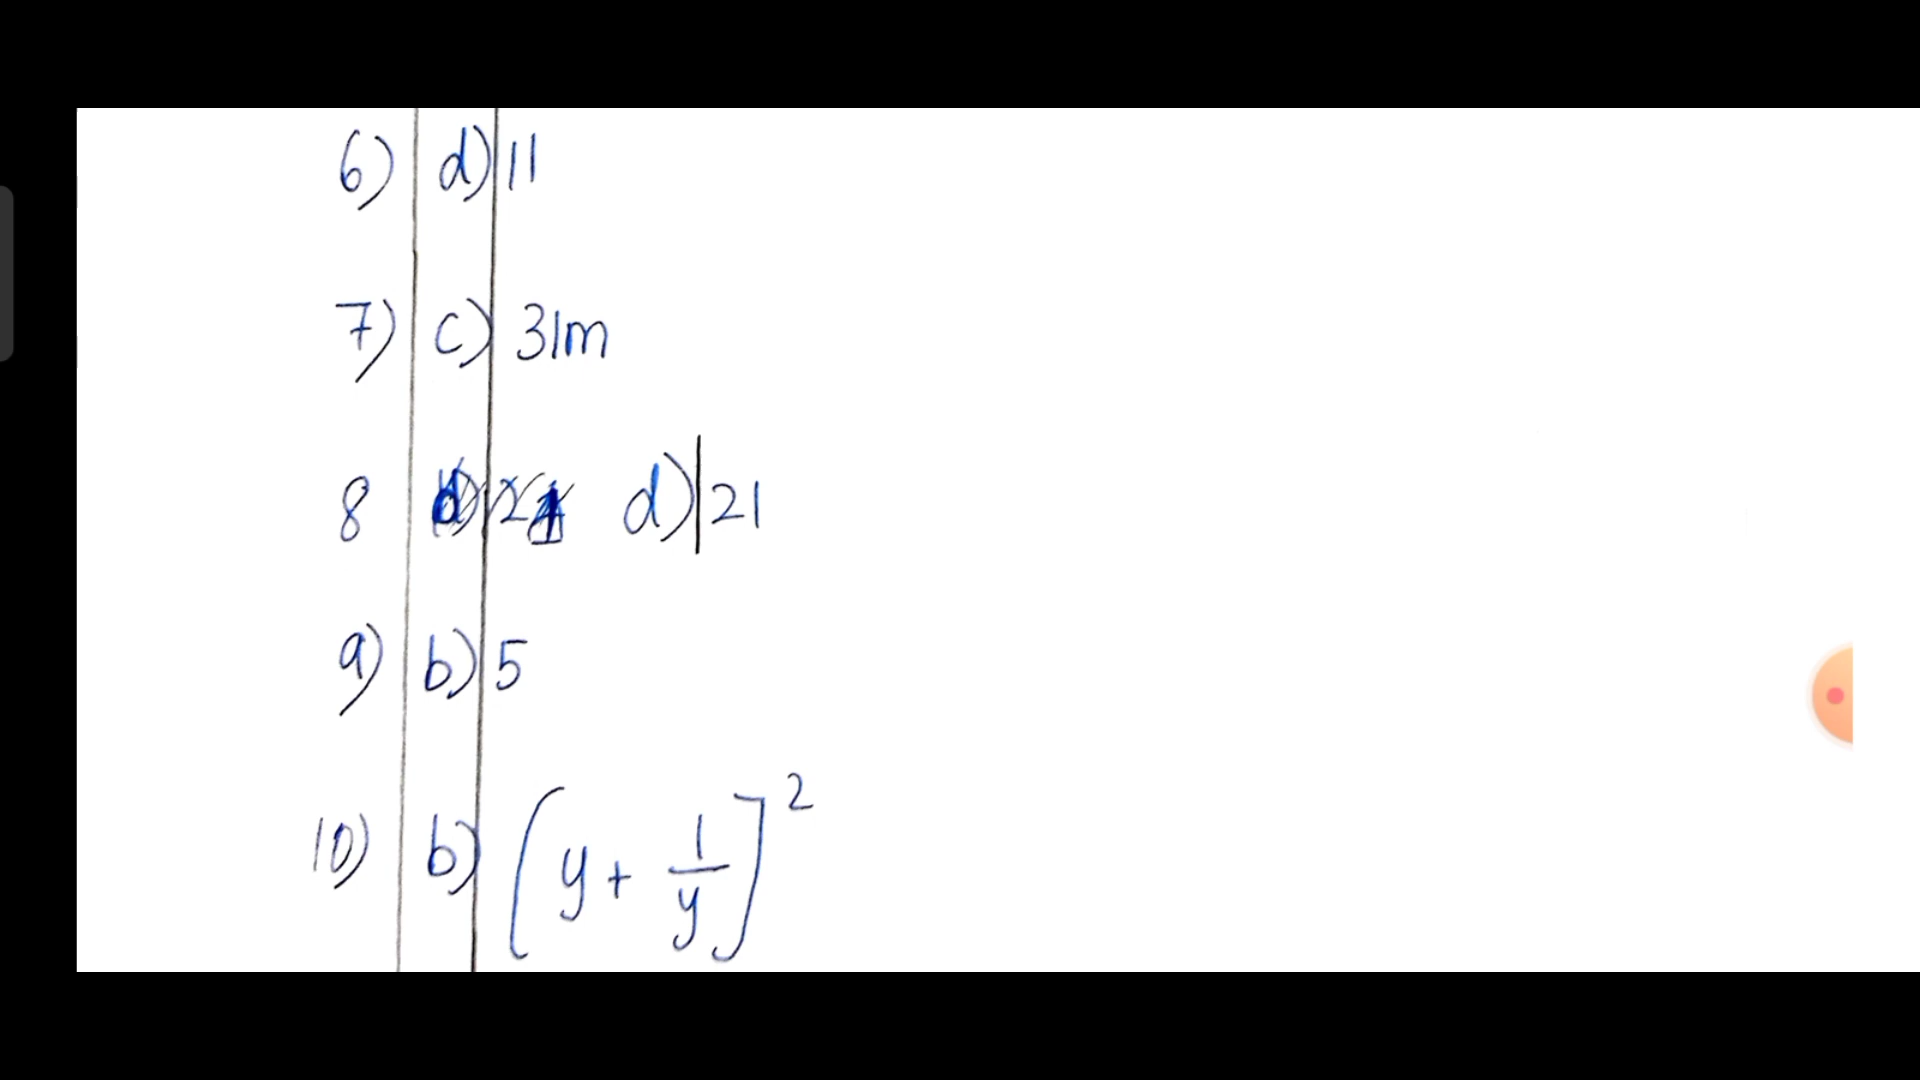 6) d) 11
7) c) 31m
8 d) 21
9) b) 5
10) b) [y + 1/y]²